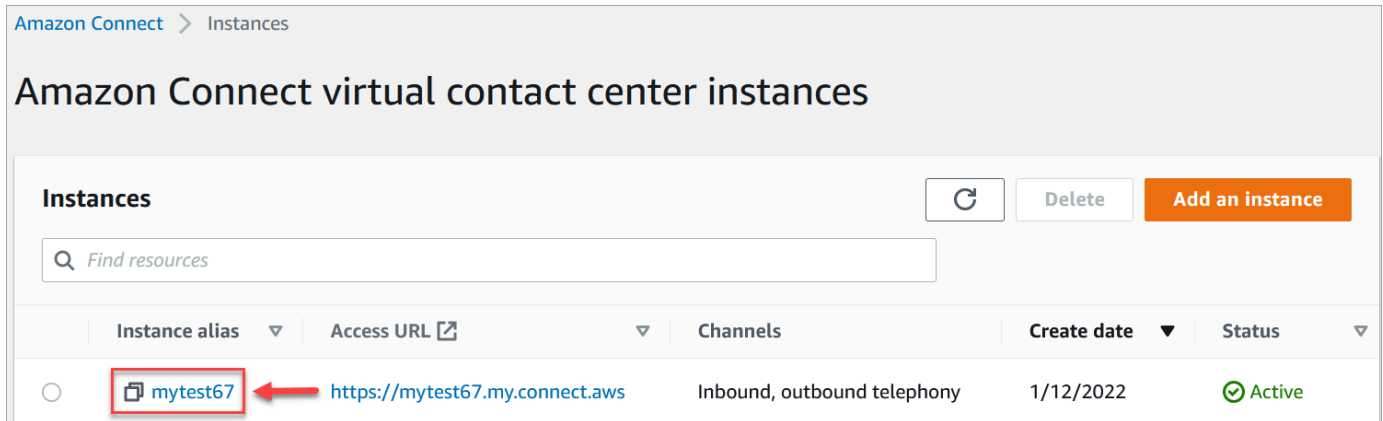 Amazon Connect > Instances
Amazon Connect virtual contact center instances
Instances
Delete
Add an instance
Find resources
Instance alias
Access URL
Channels
Create date
Status
mytest67
https://mytest67.my.connect.aws
Inbound, outbound telephony
1/12/2022
Active